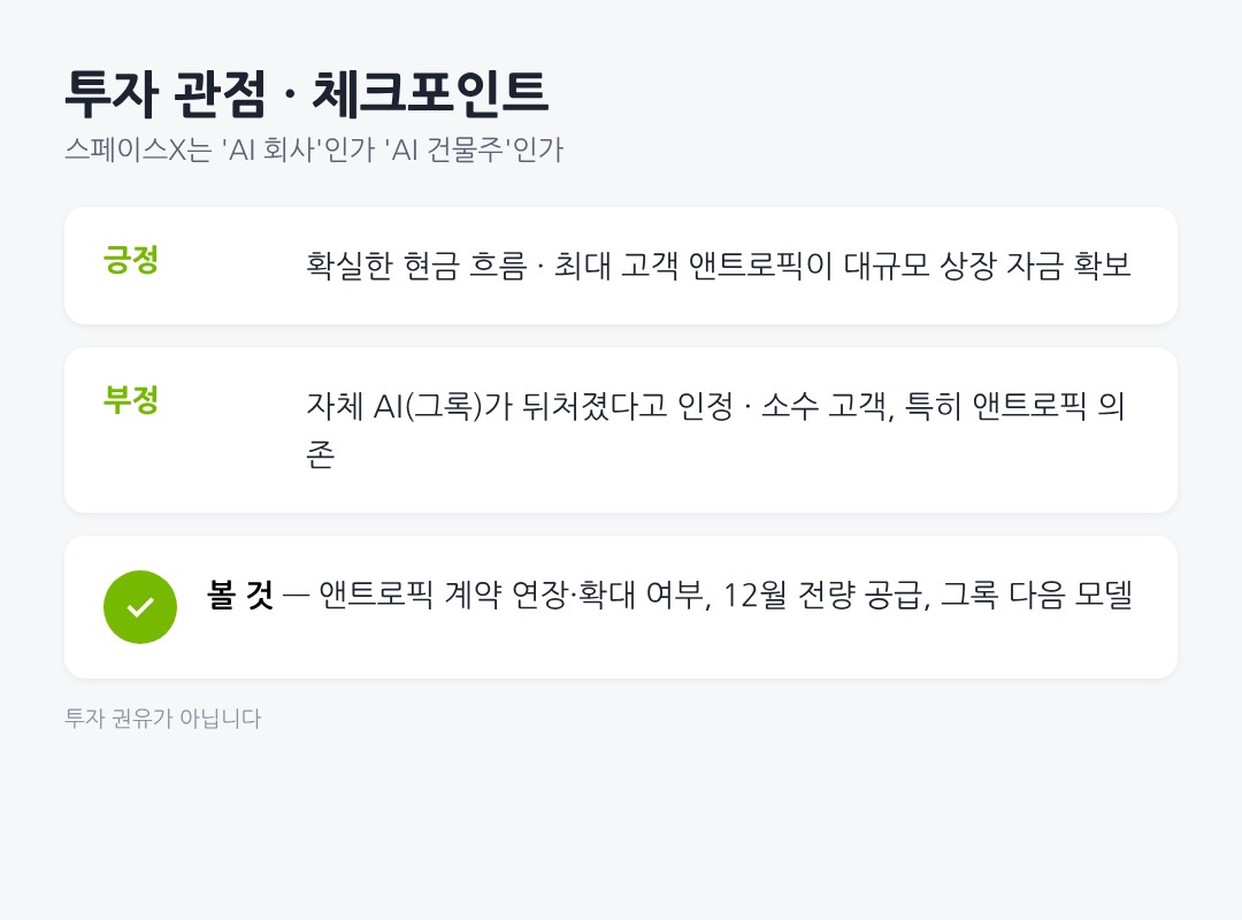 투자 관점 · 체크포인트
스페이스X는 'AI 회사'인가 'AI 건물주'인가
긍정
확실한 현금 흐름 · 최대 고객 앤트로픽이 대규모 상장 자금 확보
부정
자체 AI(그록)가 뒤처졌다고 인정 · 소수 고객, 특히 앤트로픽 의
존
볼 것 — 앤트로픽 계약 연장·확대 여부, 12월 전량 공급, 그록 다음 모델
투자 권유가 아닙니다